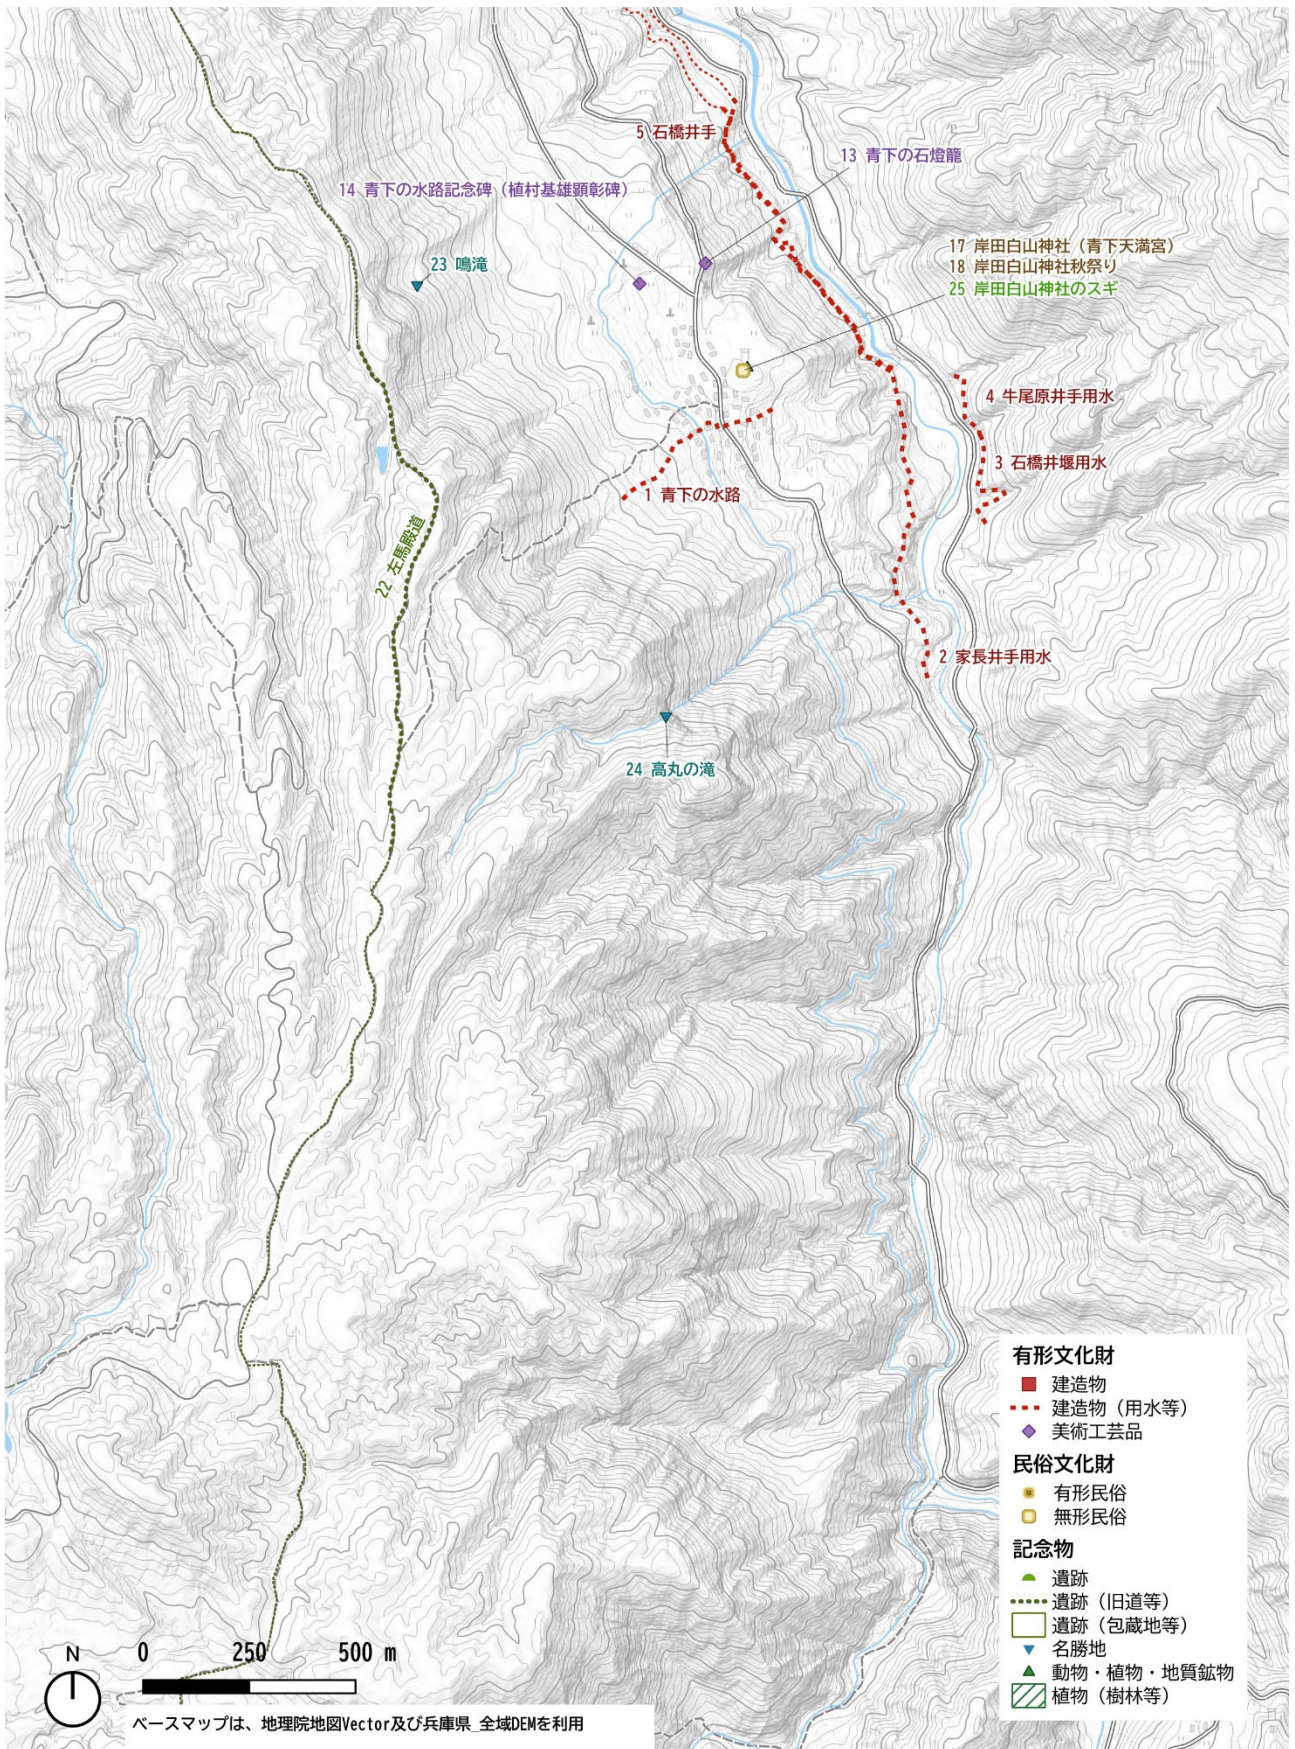 5 石橋井手
13 青下の石燈籠
14 青下の水路記念碑（植村基雄顕彰碑）
17 岸田白山神社（青下天満宮）
18 岸田白山神社秋祭り
25 岸田白山神社のスギ
23 鳴滝
4 牛尾原井手用水
3 石橋井堰用水
1 青下の水路
22 左馬殿道
2 家長井手用水
24 高丸の滝
有形文化財
建造物
建造物（用水等）
美術工芸品
民俗文化財
有形民俗
無形民俗
記念物
遺跡
遺跡（旧道等）
遺跡（包蔵地等）
名勝地
動物・植物・地質鉱物
植物（樹林等）
N
0 250 500 m
ベースマップは、地理院地図Vector及び兵庫県_全域DEMを利用